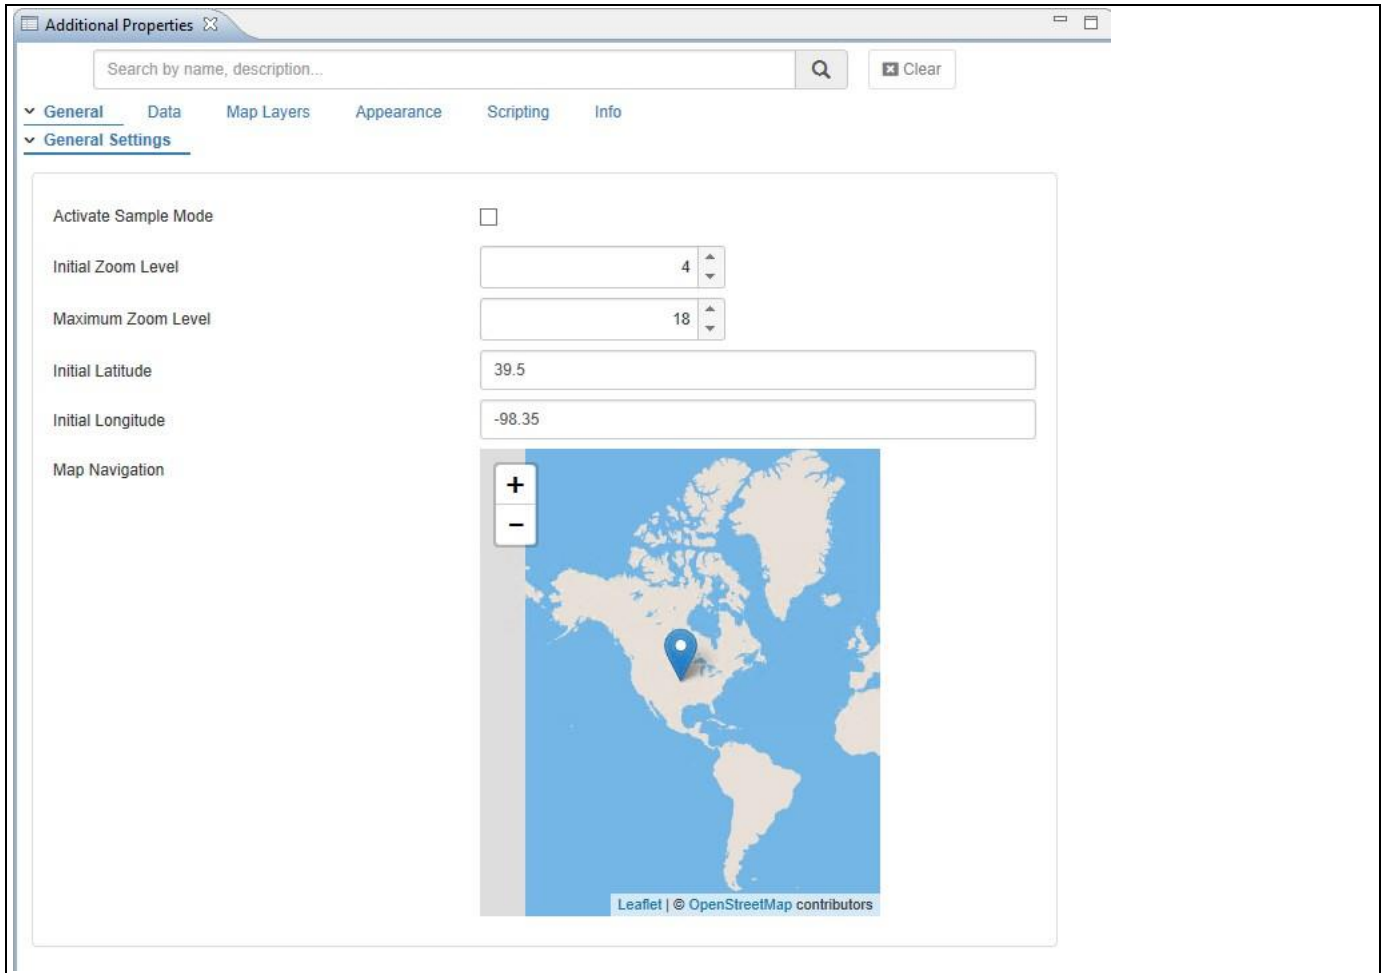 Additional Properties
Search by name, description...
Clear
General Data Map Layers Appearance Scripting Info
General Settings
Activate Sample Mode
Initial Zoom Level 4
Maximum Zoom Level 18
Initial Latitude 39.5
Initial Longitude -98.35
Map Navigation
+
−
Leaflet | © OpenStreetMap contributors